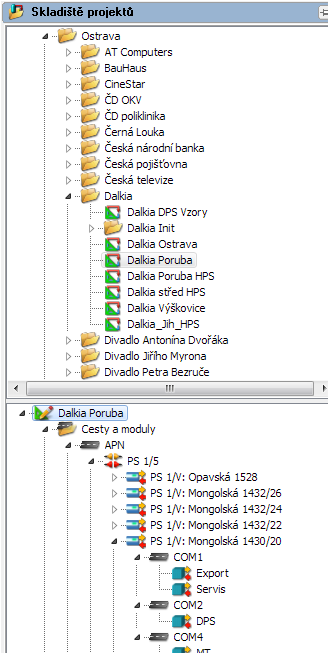 Skladiště projektů
Ostrava
AT Computers
BauHaus
CineStar
ČD OKV
ČD poliklinika
Černá Louka
Česká národní banka
Česká pojišťovna
Česká televize
Dalkia
Dalkia DPS Vzory
Dalkia Init
Dalkia Ostrava
Dalkia Poruba
Dalkia Poruba HPS
Dalkia střed HPS
Dalkia Výškovice
Dalkia_Jih_HPS
Divadlo Antonína Dvořáka
Divadlo Jiřího Myrona
Divadlo Petra Bezruče
Dalkia Poruba
Cesty a moduly
APN
PS 1/5
PS 1/V: Opavská 1528
PS 1/V: Mongolská 1432/26
PS 1/V: Mongolská 1432/24
PS 1/V: Mongolská 1432/22
PS 1/V: Mongolská 1430/20
COM1
Export
Servis
COM2
DPS
COM4
MT